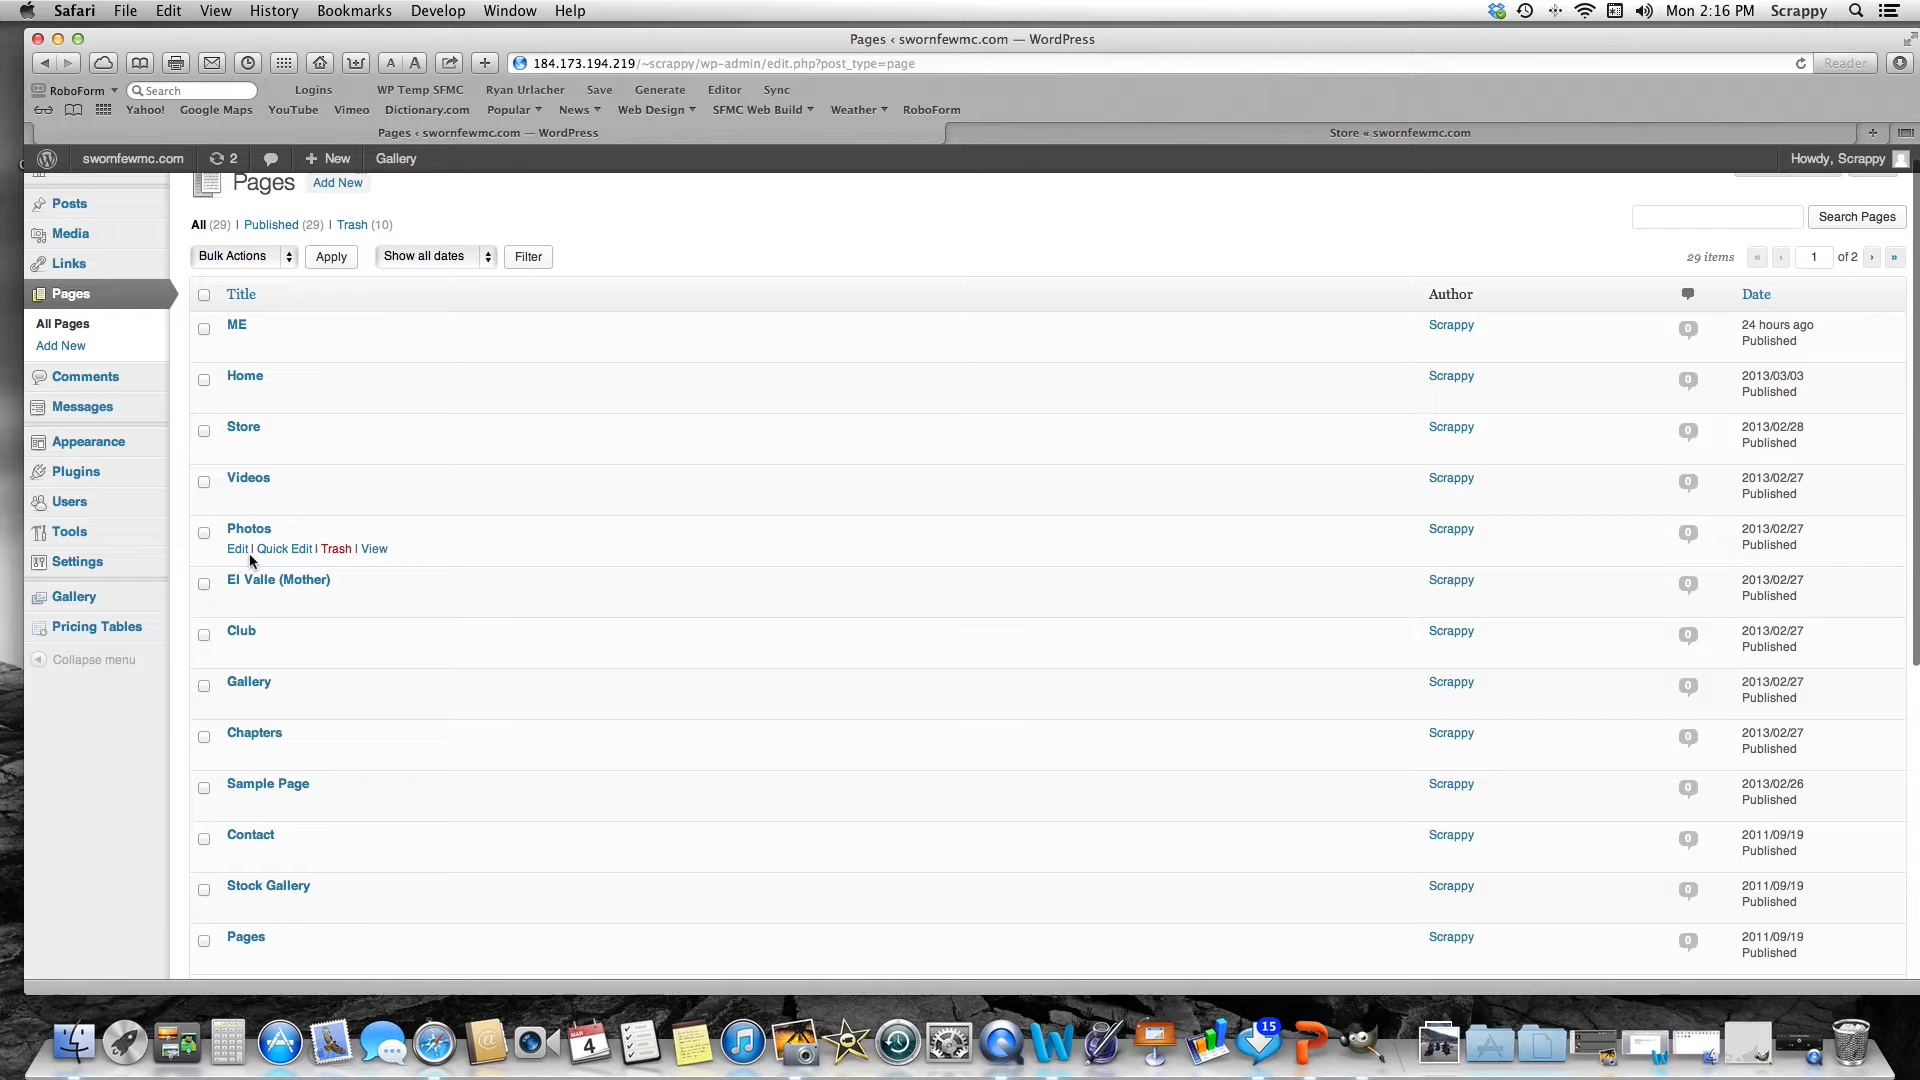 Safari File Edit View History Bookmarks Develop Window Help Mon 2:16 PM Scrappy
Pages ‹ swornfewmc.com — WordPress
A A 184.173.194.219/~scrappy/wp-admin/edit.php?post_type=page Reader
RoboForm Search Logins WP Temp SFMC Ryan Urlacher Save Generate Editor Sync
Yahoo! Google Maps YouTube Vimeo Dictionary.com Popular News Web Design SFMC Web Build Weather RoboForm
Pages ‹ swornfewmc.com — WordPress Store « swornfewmc.com
swornfewmc.com 2 + New Gallery Howdy, Scrappy
Pages Add New
Posts
Media
Links
Pages
All Pages
Add New
Comments
Messages
Appearance
Plugins
Users
Tools
Settings
Gallery
Pricing Tables
Collapse menu
All (29) | Published (29) | Trash (10) Search Pages
Bulk Actions Apply Show all dates Filter 29 items « ‹ 1 of 2 › »
Title Author Date
ME Scrappy 0 24 hours ago
Published
Home Scrappy 0 2013/03/03
Published
Store Scrappy 0 2013/02/28
Published
Videos Scrappy 0 2013/02/27
Published
Photos Scrappy 0 2013/02/27
Edit | Quick Edit | Trash | View Published
El Valle (Mother) Scrappy 0 2013/02/27
Published
Club Scrappy 0 2013/02/27
Published
Gallery Scrappy 0 2013/02/27
Published
Chapters Scrappy 0 2013/02/27
Published
Sample Page Scrappy 0 2013/02/26
Published
Contact Scrappy 0 2011/09/19
Published
Stock Gallery Scrappy 0 2011/09/19
Published
Pages Scrappy 0 2011/09/19
Published
MAR
4
15